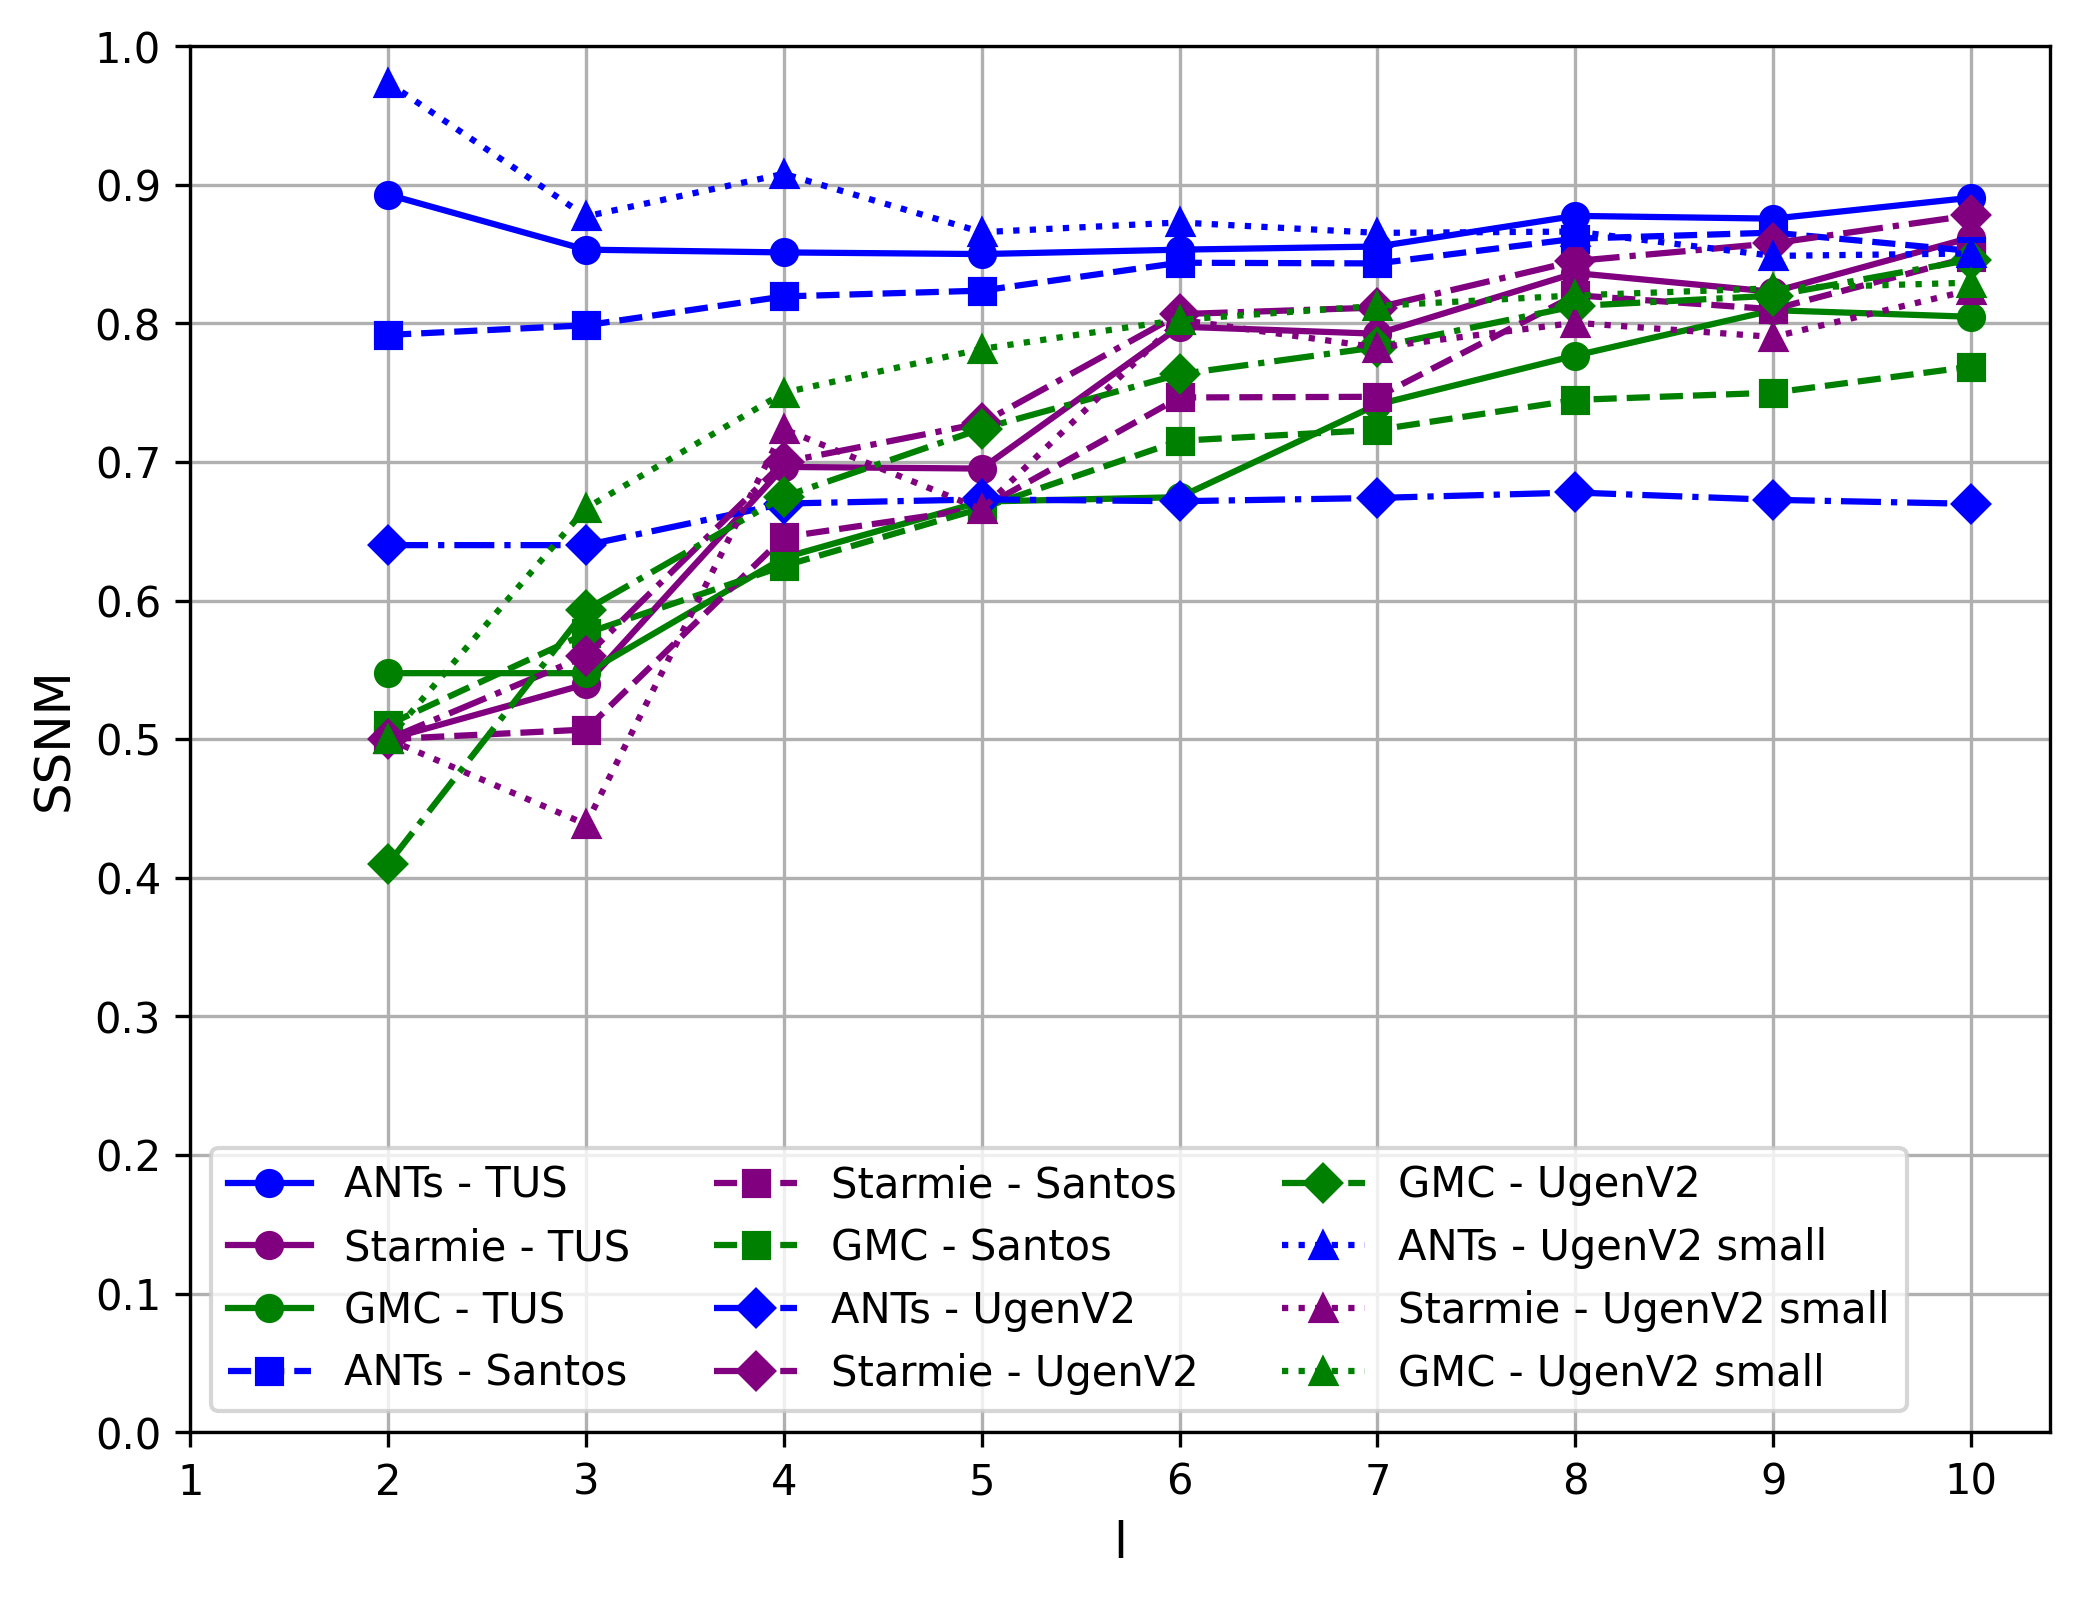 1.0
0.9
0.8
0.7
0.6
0.5
0.4
0.3
0.2
0.1
0.0
SSNM
ANTs - TUS
Starmie - TUS
GMC - TUS
ANTs - Santos
Starmie - Santos
GMC - Santos
ANTs - UgenV2
Starmie - UgenV2
GMC - UgenV2
ANTs - UgenV2 small
Starmie - UgenV2 small
GMC - UgenV2 small
1 2 3 4 5 6 7 8 9 10
l